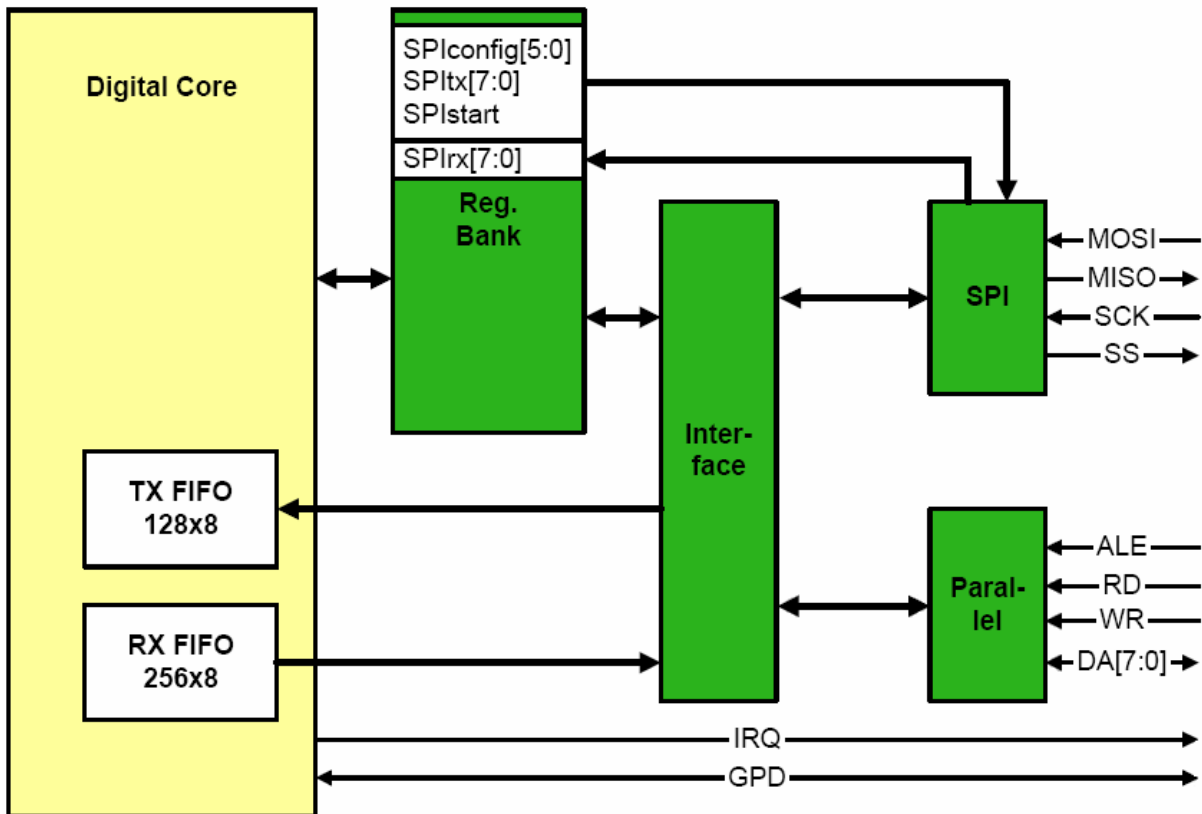 Digital Core
SPIconfig[5:0]
SPItx[7:0]
SPIstart
SPIrx[7:0]
Reg.
Bank
MOSI
MISO
SPI
SCK
SS
Inter-
face
TX FIFO
128x8
ALE
RD
Paral-
lel
WR
DA[7:0]
RX FIFO
256x8
IRQ
GPD